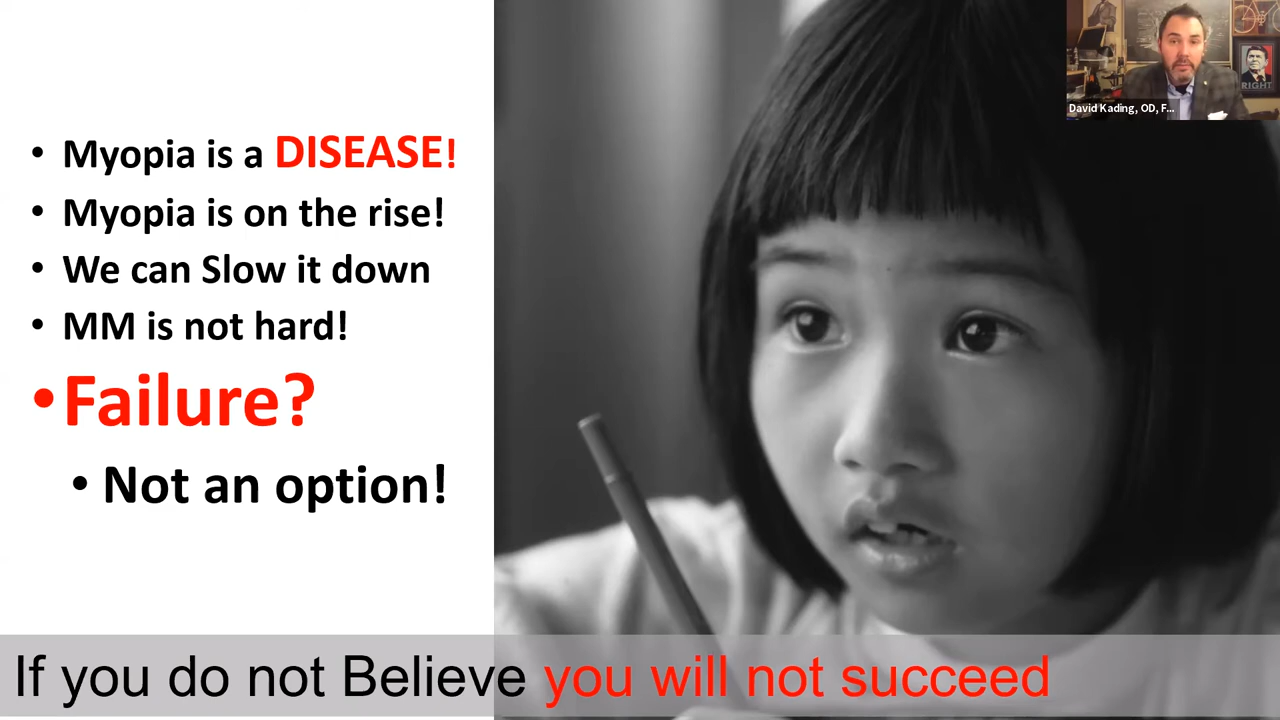 • Myopia is a DISEASE!
• Myopia is on the rise!
• We can Slow it down
• MM is not hard!
• Failure?
• Not an option!
If you do not Believe you will not succeed
David Kading, OD, F...
RIGHT